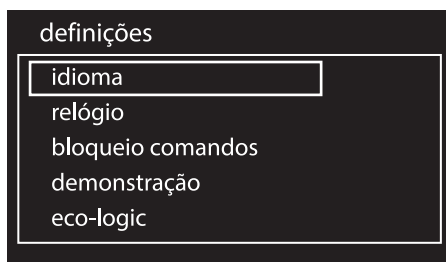 definições
idioma
relógio
bloqueio comandos
demonstração
eco-logic